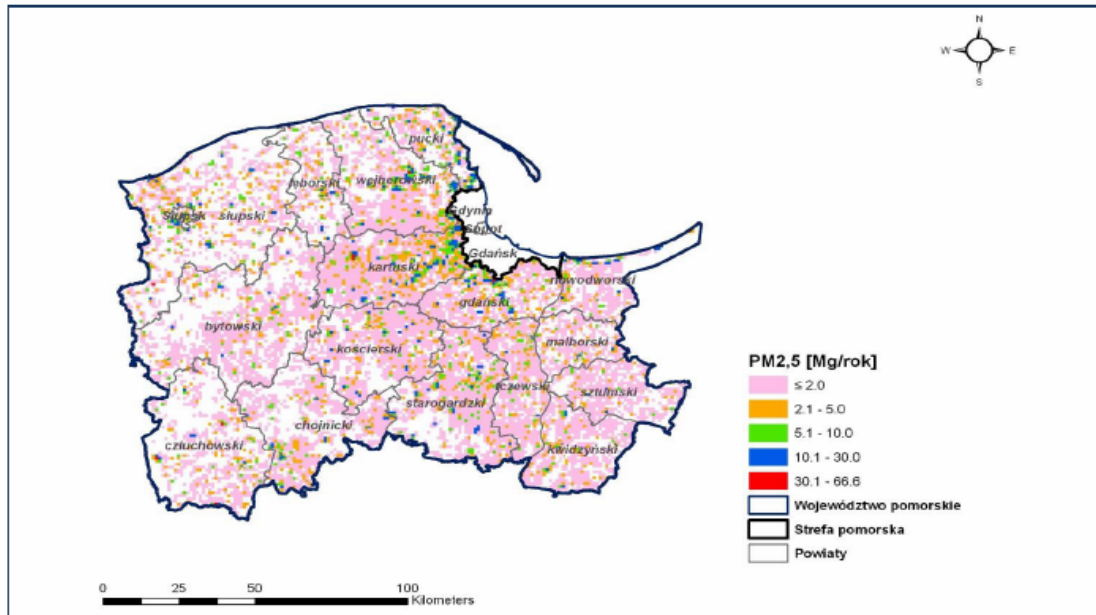 N
W E
S
pucki
lęborski
wejherowski
Gdynia
Słupsk słupski
Sopot
Gdańsk
kartuski
nowodworski
gdański
bytowski
malborski
kościerski
tczewski
sztumski
starogardzki
chojnicki
człuchowski
kwidzyński
PM2,5 [Mg/rok]
≤ 2.0
2.1 - 5.0
5.1 - 10.0
10.1 - 30.0
30.1 - 66.6
Województwo pomorskie
Strefa pomorska
Powiaty
0 25 50 100
Kilometers